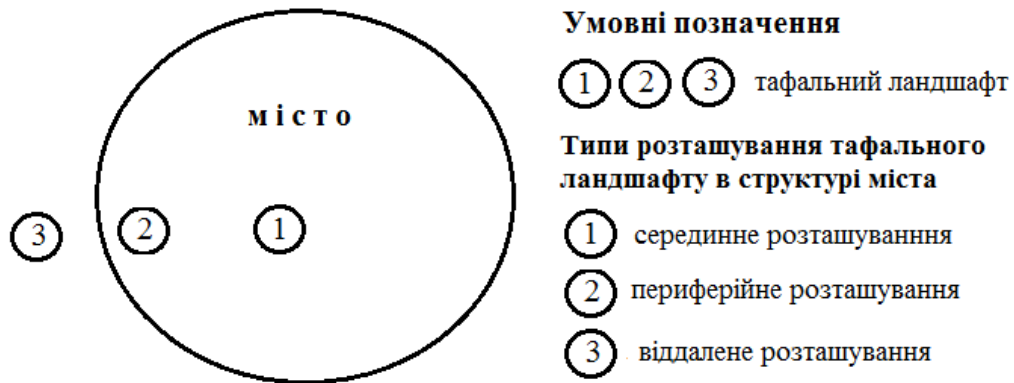 м і с т о
3
2
1
Умовні позначення
1 2 3 тафальний ландшафт
Типи розташування тафального
ландшафту в структурі міста
1 серединне розташуванння
2 периферійне розташування
3 віддалене розташування